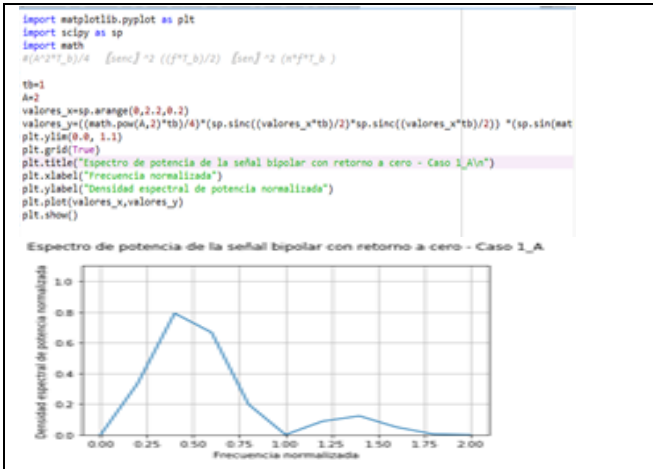 import matplotlib.pyplot as plt
import scipy as sp
import math
#(A^2*T_b)/4 〖senc〗^2 ((f*T_b)/2) 〖sen〗^2 (π*f*T_b )
tb=1
A=2
valores_x=sp.arange(0,2.2,0.2)
valores_y=((math.pow(A,2)*tb)/4)*(sp.sinc((valores_x*tb)/2)*sp.sinc((valores_x*tb)/2)) *(sp.sin(mat
plt.ylim(0.0, 1.1)
plt.grid(True)
plt.title("Espectro de potencia de la señal bipolar con retorno a cero - Caso 1_A\n")
plt.xlabel("Frecuencia normalizada")
plt.ylabel("Densidad espectral de potencia normalizada")
plt.plot(valores_x,valores_y)
plt.show()
Espectro de potencia de la señal bipolar con retorno a cero - Caso 1_A
Densidad espectral de potencia normalizada
1.0
0.8
0.6
0.4
0.2
0.0
0.00 0.25 0.50 0.75 1.00 1.25 1.50 1.75 2.00
Frecuencia normalizada